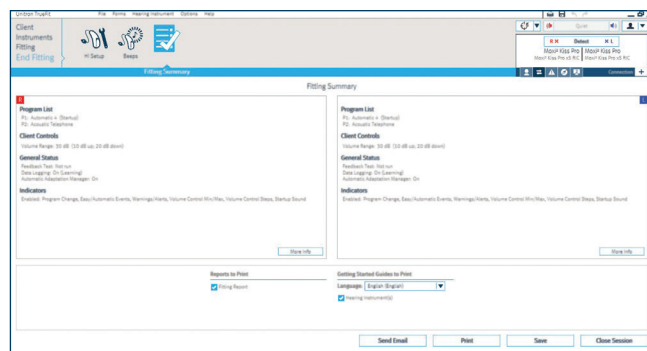 Unitron TrueFit
File Forms Hearing Instrument Options Help
Client
Instruments
Fitting
End Fitting
HI Setup
Beeps
Fitting Summary
Quiet
R Detect L
Moxi² Kiss Pro Moxi² Kiss Pro
Connection
Fitting Summary
R
Program List
P1: Automatic + (Startup)
P2: Acoustic Telephone
Client Controls
Volume Range: 30 dB (10 dB up; 20 dB down)
General Status
Feedback Test: Not run
Data Logging: On (Learning)
Automatic Adaptation Manager: On
Indicators
Enabled: Program Change, Easy/Automatic Events, Warnings/Alerts, Volume Control Min/Max, Volume Control Steps, Startup Sound
More Info
L
Program List
P1: Automatic + (Startup)
P2: Acoustic Telephone
Client Controls
Volume Range: 30 dB (10 dB up; 20 dB down)
General Status
Feedback Test: Not run
Data Logging: On (Learning)
Automatic Adaptation Manager: On
Indicators
Enabled: Program Change, Easy/Automatic Events, Warnings/Alerts, Volume Control Min/Max, Volume Control Steps, Startup Sound
More Info
Reports to Print
Fitting Report
Getting Started Guides to Print
Language: English (English)
Hearing Instrument(s)
Send Email
Print
Save
Close Session